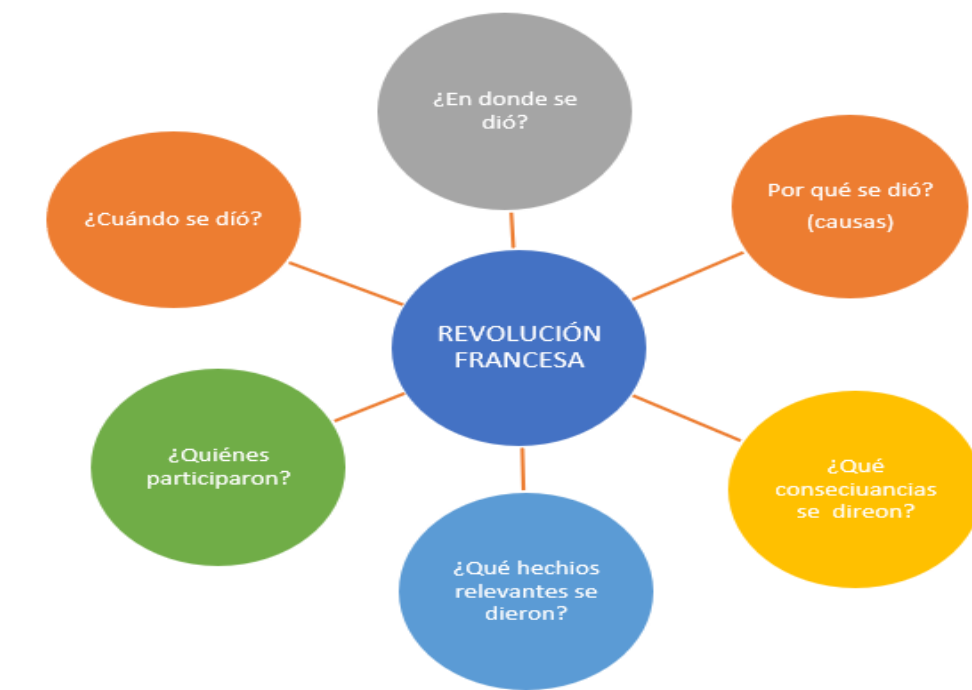 ¿En donde se
dió?
¿Cuándo se díó?
Por qué se dió?
(causas)
REVOLUCIÓN
FRANCESA
¿Quiénes
participaron?
¿Qué
conseciuancias
se  direon?
¿Qué hechios
relevantes se
dieron?